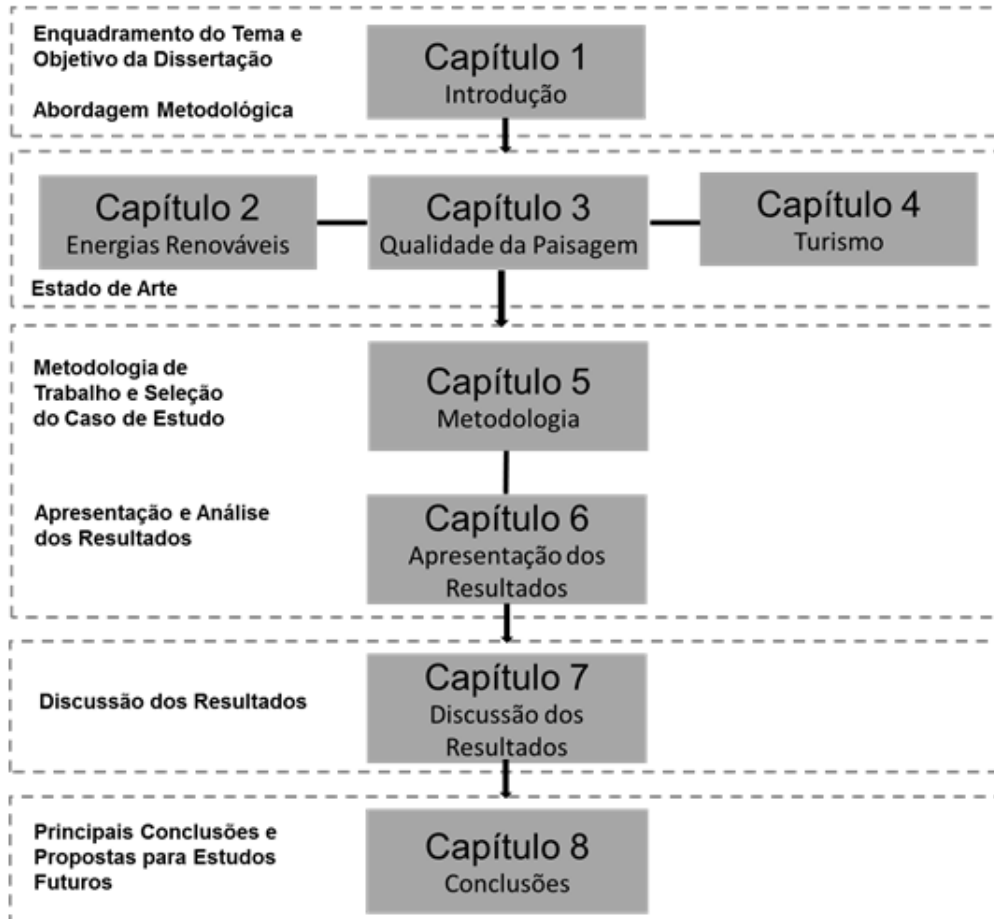 Enquadramento do Tema e
Objetivo da Dissertação
Abordagem Metodológica
Capítulo 1
Introdução
Capítulo 2
Energias Renováveis
Capítulo 3
Qualidade da Paisagem
Capítulo 4
Turismo
Estado de Arte
Metodologia de
Trabalho e Seleção
do Caso de Estudo
Capítulo 5
Metodologia
Apresentação e Análise
dos Resultados
Capítulo 6
Apresentação dos
Resultados
Discussão dos Resultados
Capítulo 7
Discussão dos
Resultados
Principais Conclusões e
Propostas para Estudos
Futuros
Capítulo 8
Conclusões